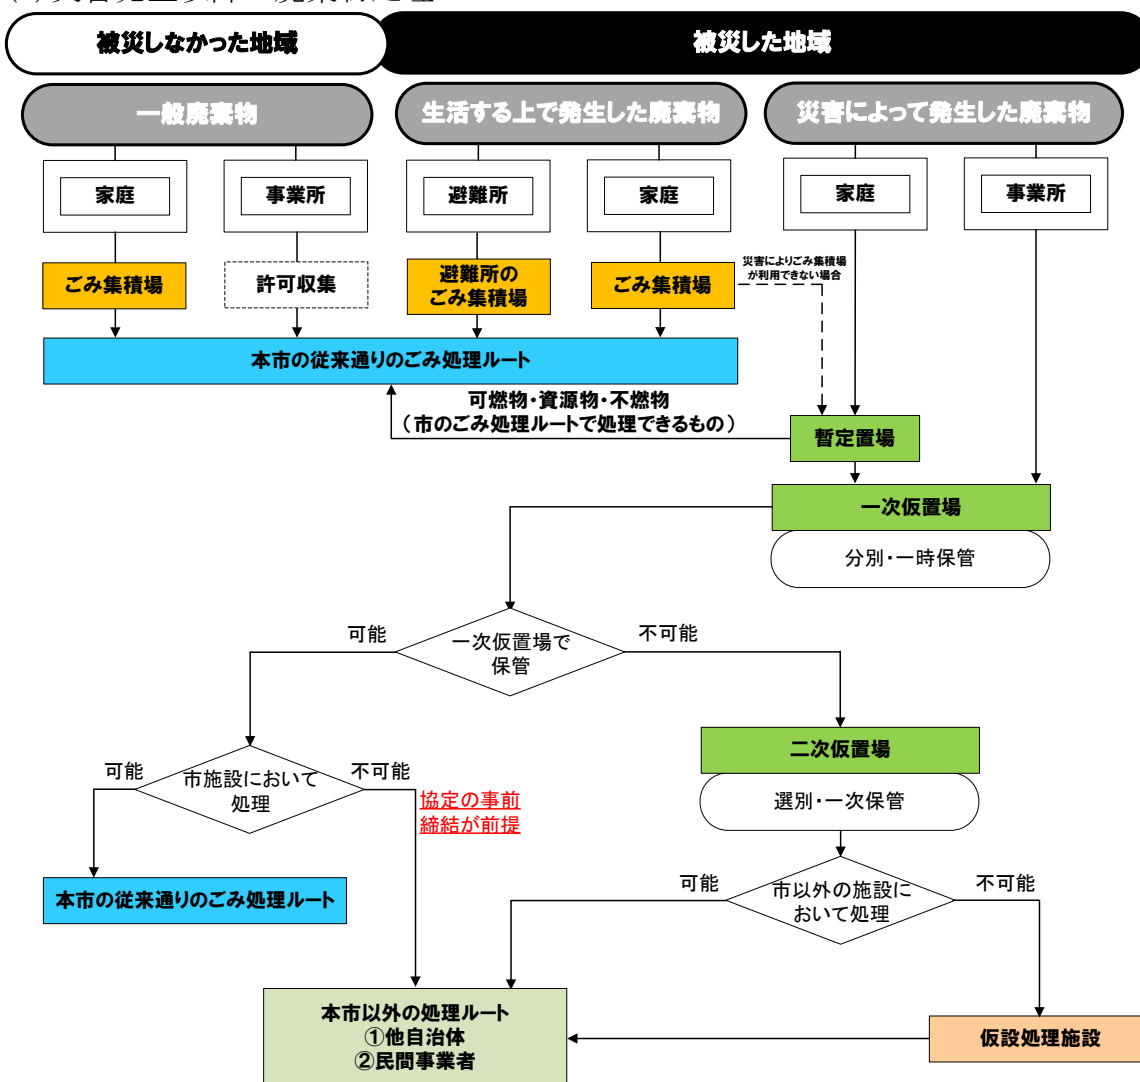 被災しなかった地域
被災した地域
一般廃棄物
生活する上で発生した廃棄物
災害によって発生した廃棄物
家庭
事業所
避難所
家庭
家庭
事業所
ごみ集積場
許可収集
避難所の
ごみ集積場
ごみ集積場
災害によりごみ集積場
が利用できない場合
本市の従来通りのごみ処理ルート
可燃物・資源物・不燃物
（市のごみ処理ルートで処理できるもの）
暫定置場
一次仮置場
分別・一時保管
可能
一次仮置場で
保管
不可能
二次仮置場
選別・一次保管
可能
市施設において
処理
不可能
協定の事前
締結が前提
本市の従来通りのごみ処理ルート
可能
市以外の施設に
おいて処理
不可能
本市以外の処理ルート
①他自治体
②民間事業者
仮設処理施設